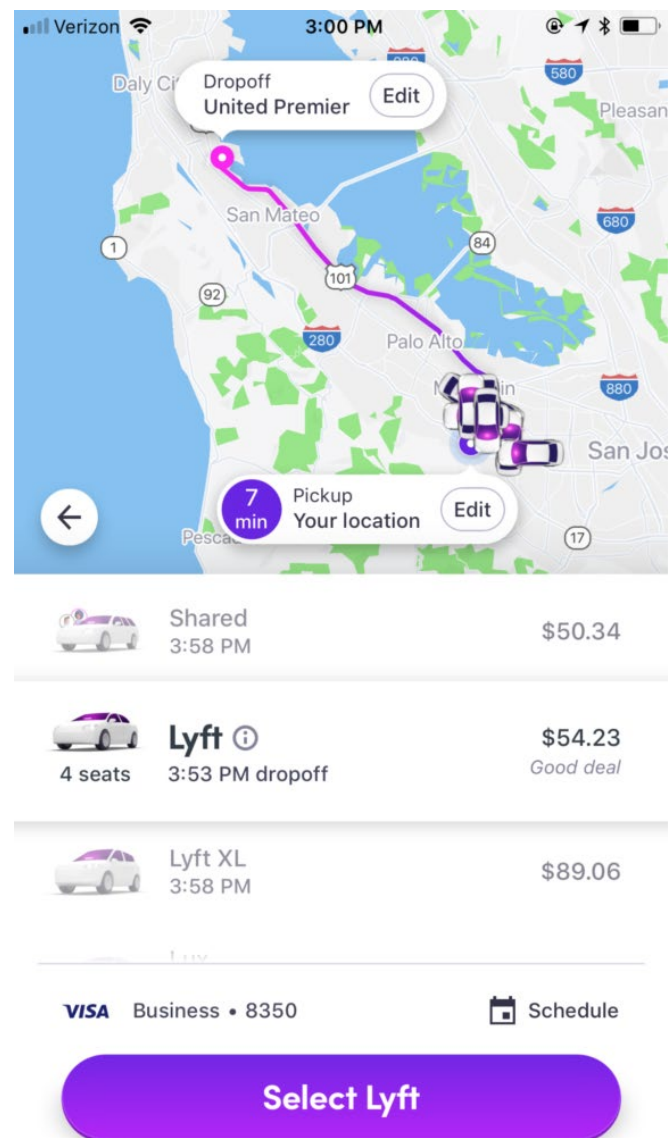 Verizon
3:00 PM
580
Daly Ci
Dropoff
United Premier
Edit
Pleasan
San Mateo
680
1
84
101
92
280
Palo Alto
in
880
San Jos
7
min
Pickup
Your location
Edit
Pesca
17
Shared
3:58 PM
$50.34
Lyft
4 seats
3:53 PM dropoff
$54.23
Good deal
Lyft XL
3:58 PM
$89.06
Lux
VISA
Business • 8350
Schedule
Select Lyft